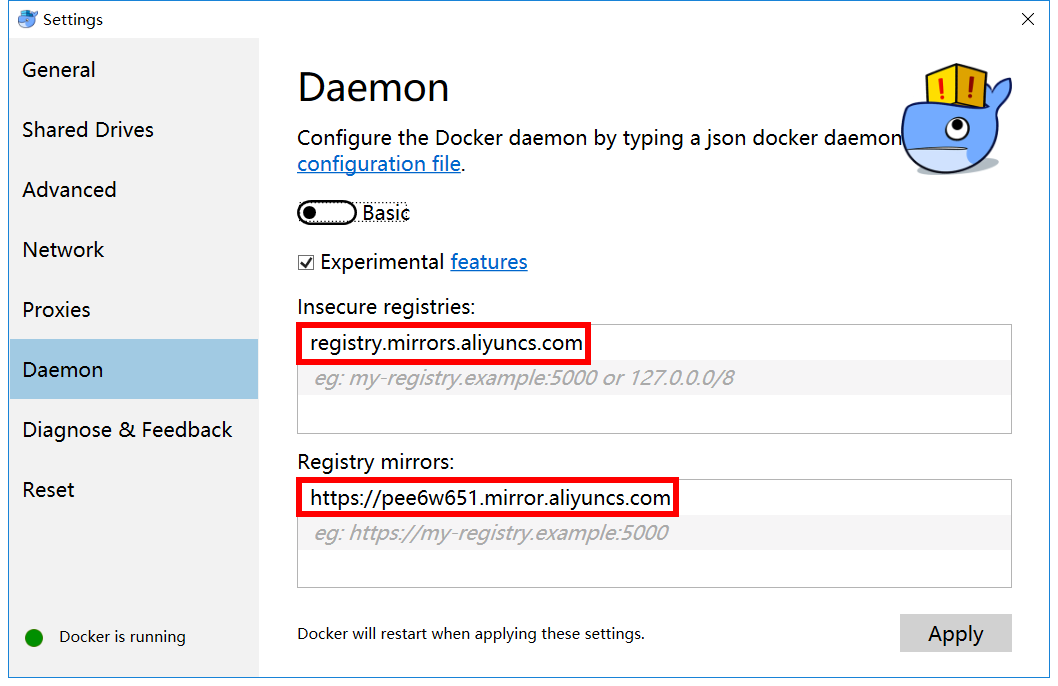 Settings
General
Shared Drives
Advanced
Network
Proxies
Daemon
Diagnose & Feedback
Reset
Docker is running
Daemon
Configure the Docker daemon by typing a json docker daemon
configuration file.
Basic
Experimental features
Insecure registries:
registry.mirrors.aliyuncs.com
eg: my-registry.example:5000 or 127.0.0.0/8
Registry mirrors:
https://pee6w651.mirror.aliyuncs.com
eg: https://my-registry.example:5000
Docker will restart when applying these settings.
Apply
! !